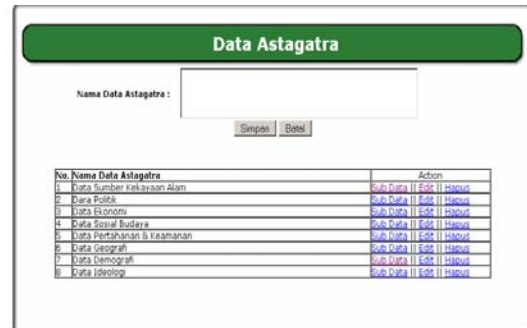 Data Astagatra
Nama Data Astagatra :
Simpan Batal
No. Nama Data Astagatra Action
1 Data Sumber Kekayaan Alam Sub Data || Edit || Hapus
2 Dara Politik Sub Data || Edit || Hapus
3 Data Ekonomi Sub Data || Edit || Hapus
4 Data Sosial Budaya Sub Data || Edit || Hapus
5 Data Pertahanan & Keamanan Sub Data || Edit || Hapus
6 Data Geografi Sub Data || Edit || Hapus
7 Data Demografi Sub Data || Edit || Hapus
8 Data Ideologi Sub Data || Edit || Hapus